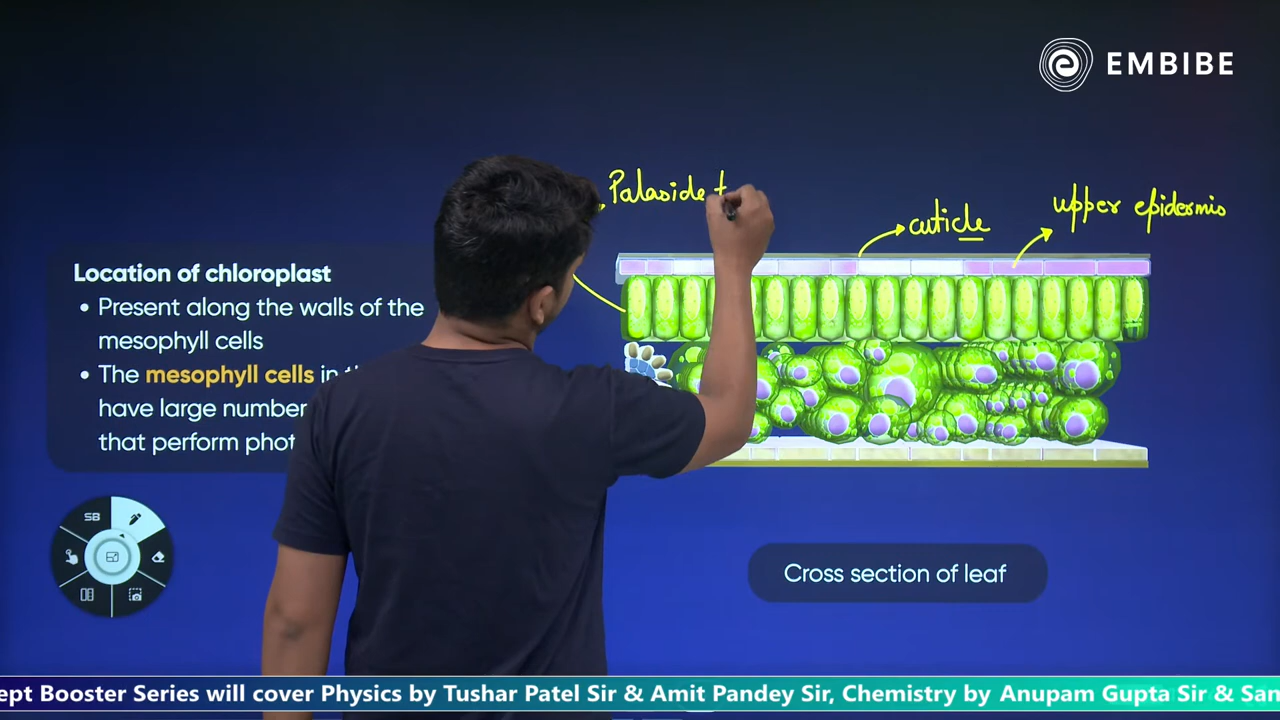 EMBIBE
Palaside t
cuticle
upper epidermis
Location of chloroplast
• Present along the walls of the
mesophyll cells
• The mesophyll cells in
have large number
that perform phot
SB
Cross section of leaf
ept Booster Series will cover Physics by Tushar Patel Sir & Amit Pandey Sir, Chemistry by Anupam Gupta Sir & San